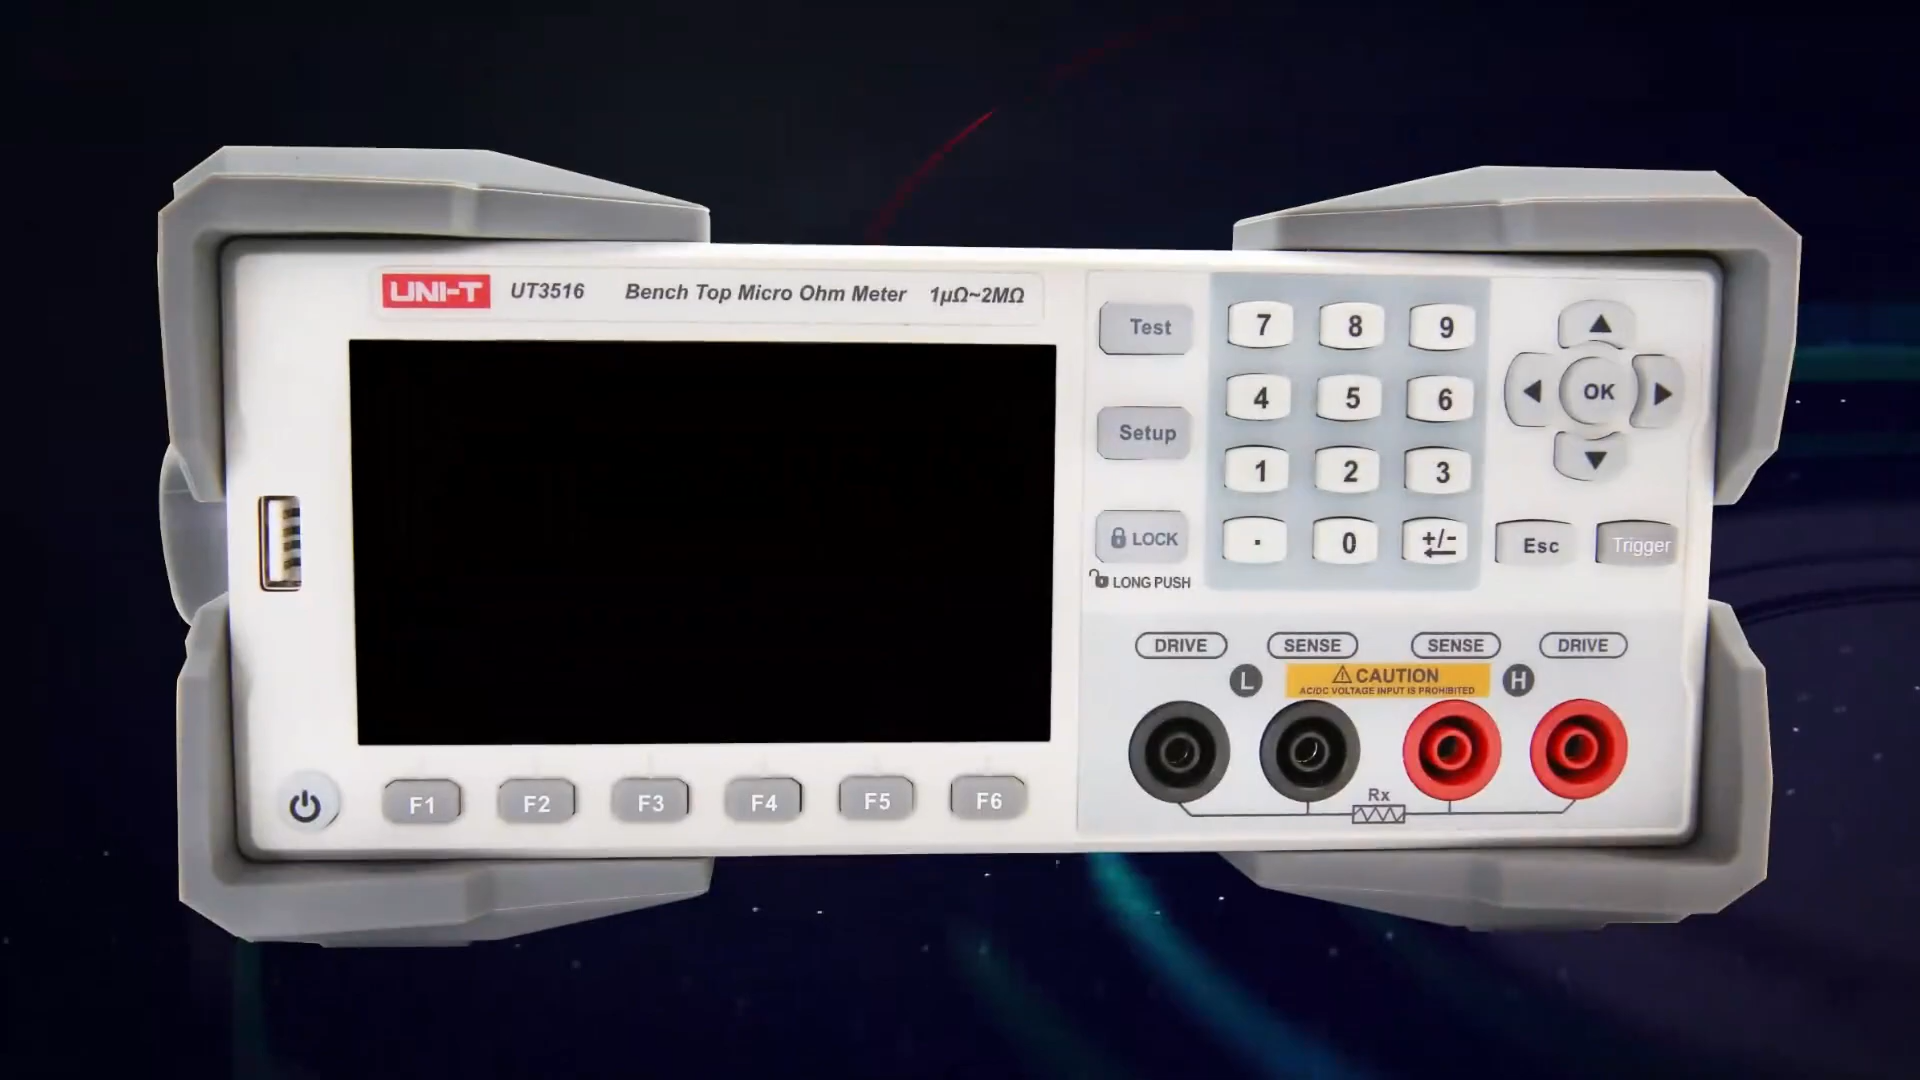 UNI-T UT3516 Bench Top Micro Ohm Meter 1μΩ~2MΩ
Test 7 8 9
Setup 4 5 6 OK
1 2 3
LOCK . 0 +/- Esc Trigger
LONG PUSH
DRIVE SENSE SENSE DRIVE
L CAUTION H
AC/DC VOLTAGE INPUT IS PROHIBITED
Rx
F1 F2 F3 F4 F5 F6